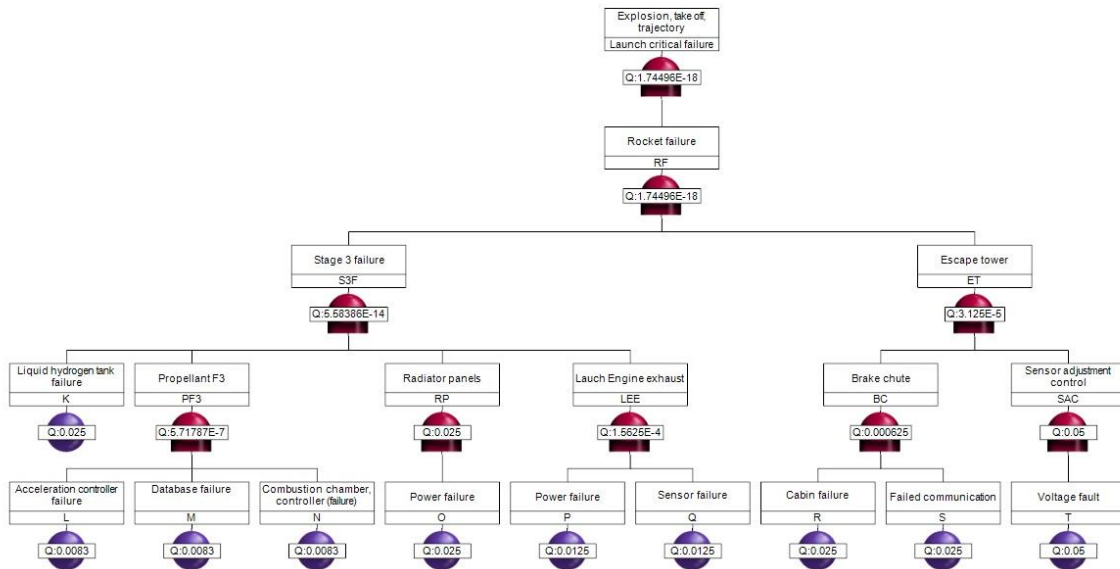 Explosion, take off,
trajectory
Launch critical failure
Q:1.74496E-18
Rocket failure
RF
Q:1.74496E-18
Stage 3 failure
S3F
Q:5.58386E-14
Escape tower
ET
Q:3.125E-5
Liquid hydrogen tank
failure
K
Q:0.025
Propellant F3
PF3
Q:5.71787E-7
Radiator panels
RP
Q:0.025
Lauch Engine exhaust
LEE
Q:1.5625E-4
Brake chute
BC
Q:0.000625
Sensor adjustment
control
SAC
Q:0.05
Acceleration controller
failure
L
Q:0.0083
Database failure
M
Q:0.0083
Combustion chamber,
controller (failure)
N
Q:0.0083
Power failure
O
Q:0.025
Power failure
P
Q:0.0125
Sensor failure
Q
Q:0.0125
Cabin failure
R
Q:0.025
Failed communication
S
Q:0.025
Voltage fault
T
Q:0.05